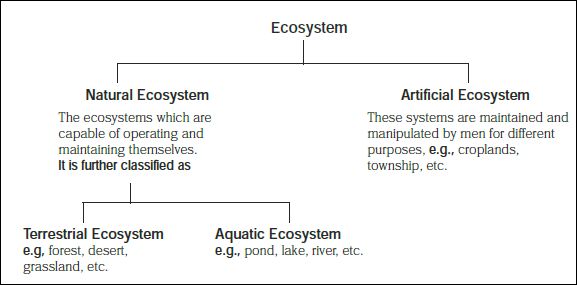 Ecosystem
Natural Ecosystem
The ecosystems which are
capable of operating and
maintaining themselves.
It is further classified as
Artificial Ecosystem
These systems are maintained and
manipulated by men for different
purposes, e.g., croplands,
township, etc.
Terrestrial Ecosystem
e.g, forest, desert,
grassland, etc.
Aquatic Ecosystem
e.g., pond, lake, river, etc.